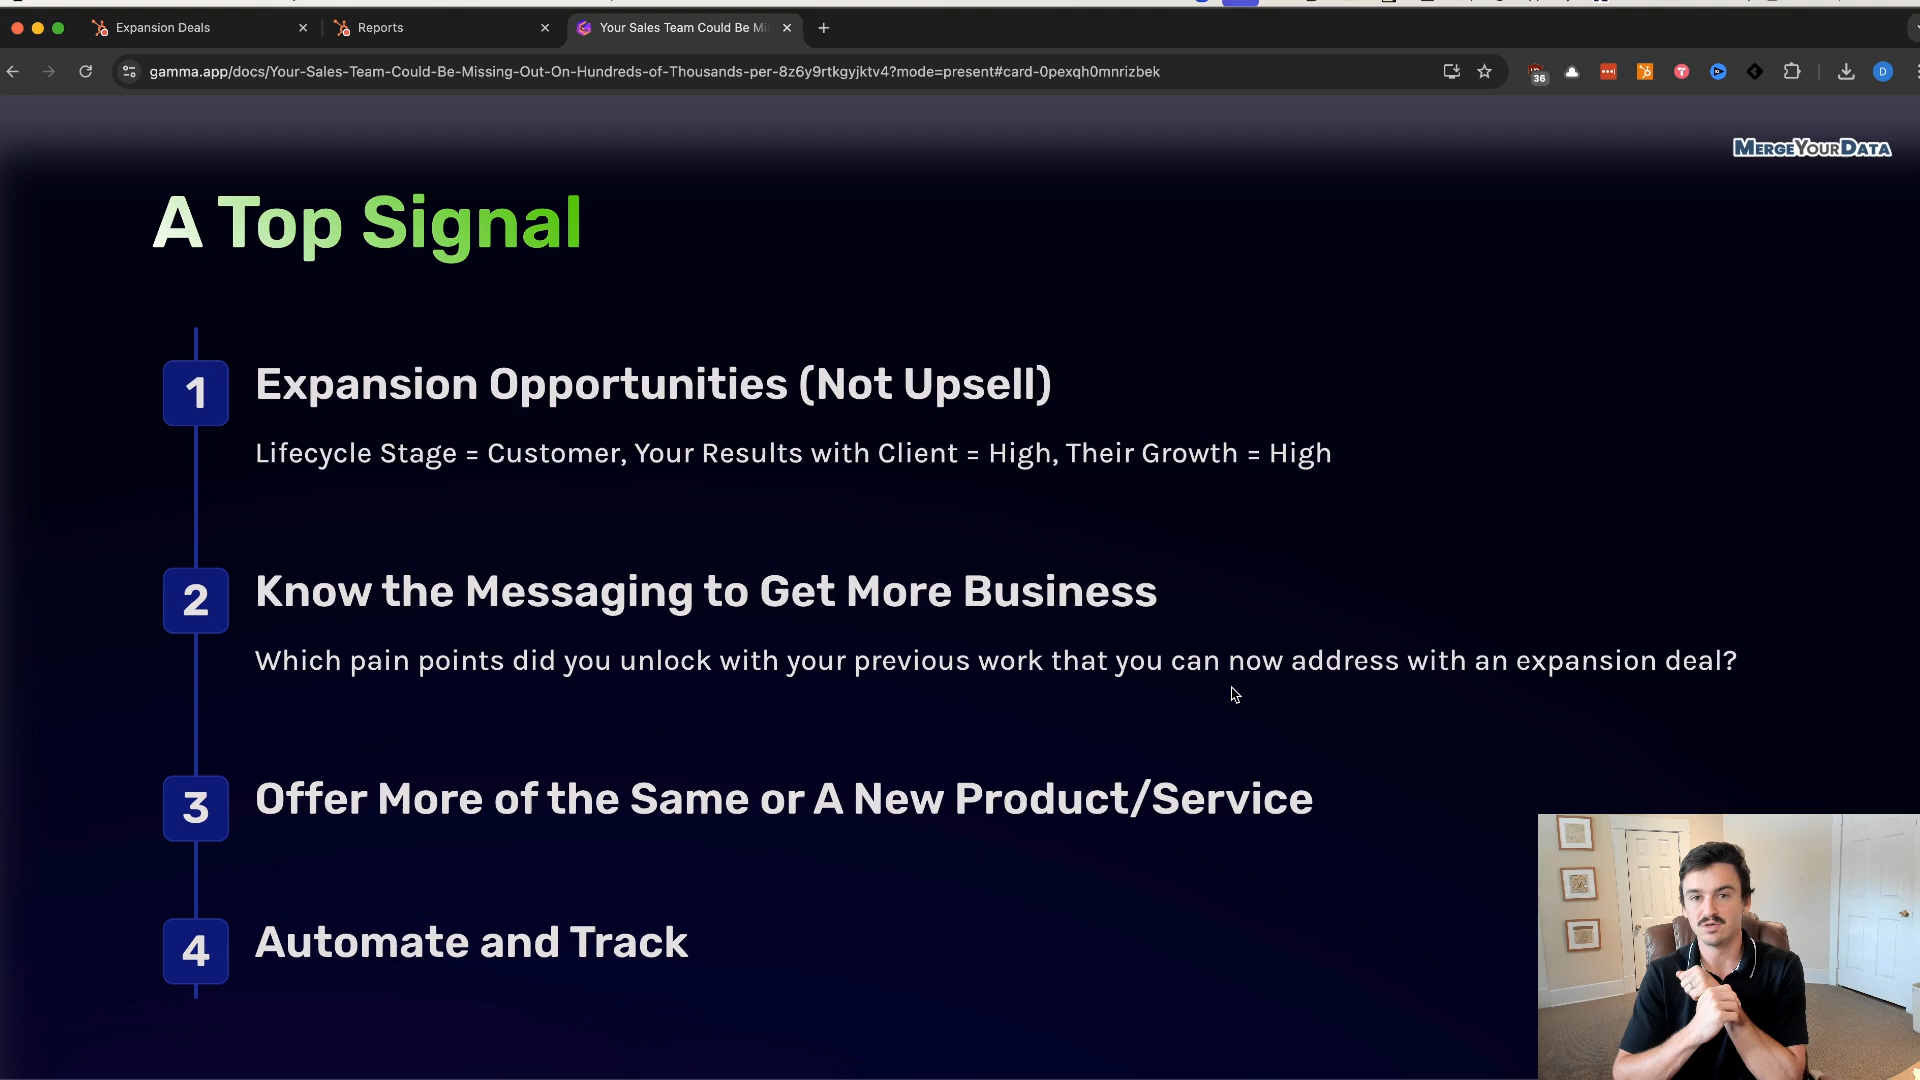 Expansion Deals
Reports
Your Sales Team Could Be Mi
gamma.app/docs/Your-Sales-Team-Could-Be-Missing-Out-On-Hundreds-of-Thousands-per-8z6y9rtkgyjktv4?mode=present#card-0pexqh0mnrizbek
36
D
MERGEYOURDATA
A Top Signal
1
Expansion Opportunities (Not Upsell)
Lifecycle Stage = Customer, Your Results with Client = High, Their Growth = High
2
Know the Messaging to Get More Business
Which pain points did you unlock with your previous work that you can now address with an expansion deal?
3
Offer More of the Same or A New Product/Service
4
Automate and Track